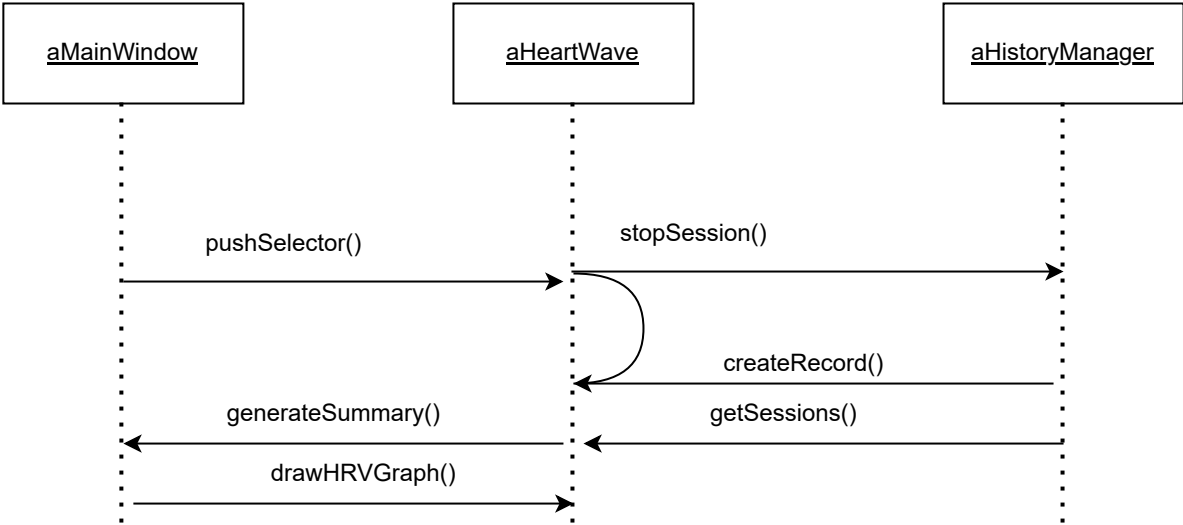 aMainWindow
aHeartWave
aHistoryManager
pushSelector()
stopSession()
createRecord()
generateSummary()
getSessions()
drawHRVGraph()